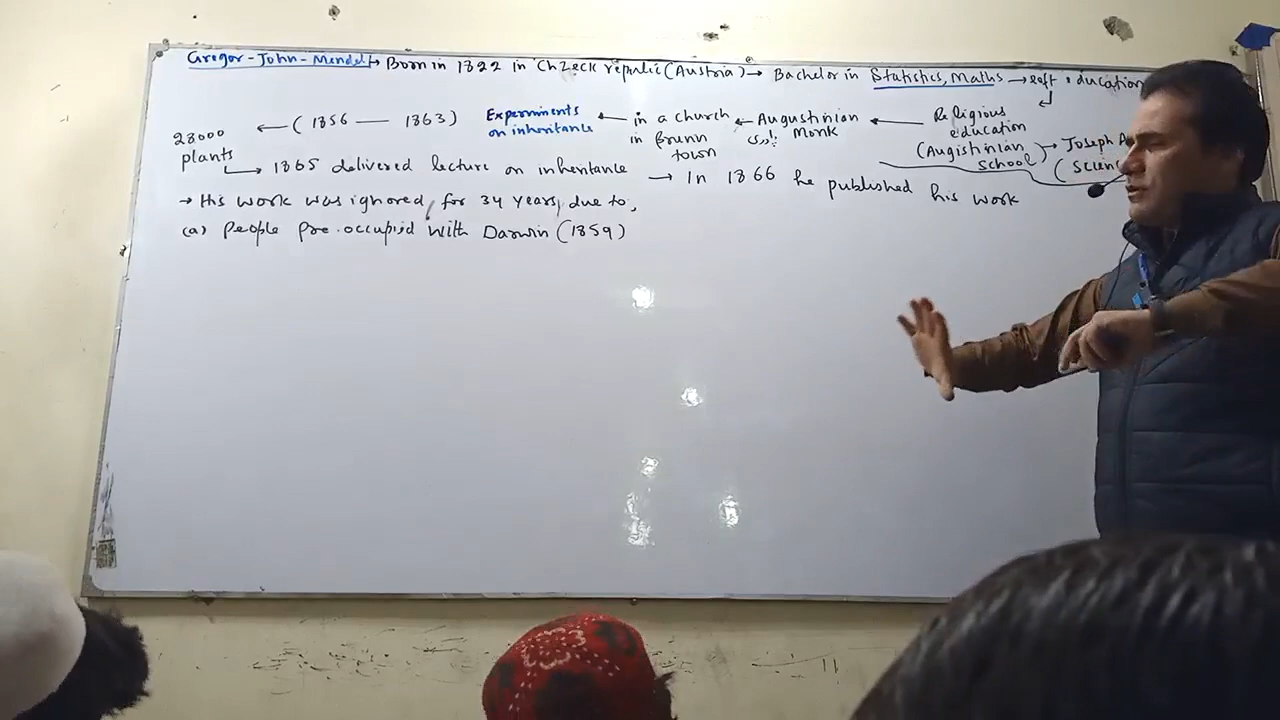 Gregor-John-Mendel → Born in 1822 in Chzeck repulic (Austria) → Bachelor in Statistics, Maths → left education
28000 plants ← (1856 — 1863) Experiments on inheritance ← in a church in Brunn town ← Augustinian Monk پادری ← Religious education (Augistinian school) → Joseph
→ 1865 delivered lecture on inheritance → In 1866 he published his work
→ His work was ignored for 34 years due to,
(a) People pre-occupied with Darwin (1859)